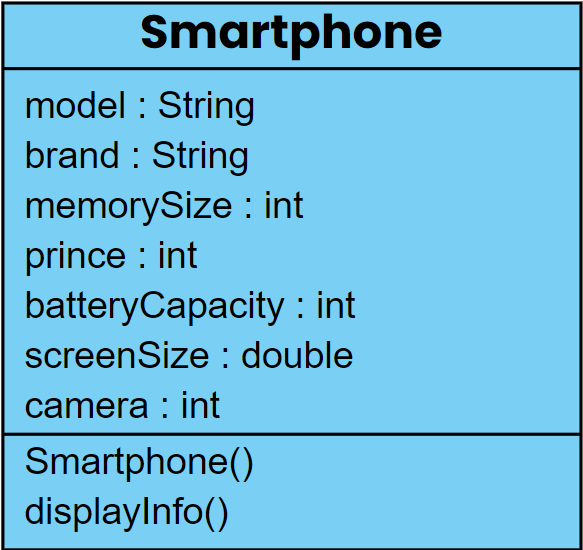 Smartphone
model : String
brand : String
memorySize : int
prince : int
batteryCapacity : int
screenSize : double
camera : int
Smartphone()
displayInfo()